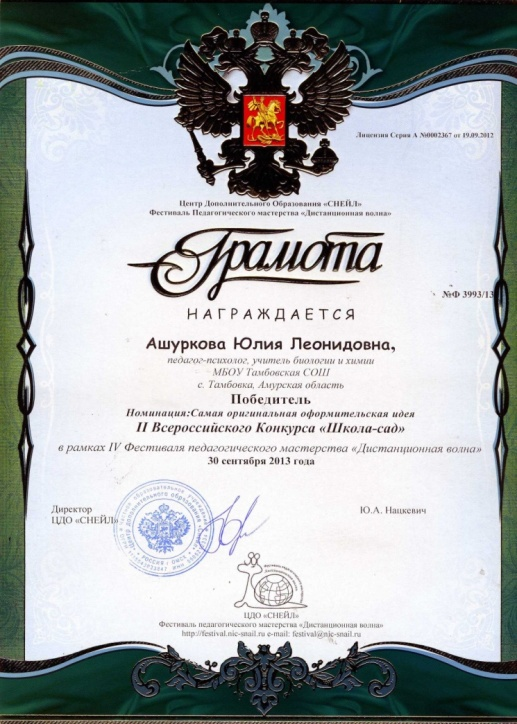 Лицензия Серия А №0002367 от 19.09.2012
Центр Дополнительного Образования «СНЕЙЛ»
Фестиваль Педагогического мастерства «Дистанционная волна»
Грамота
№Ф 3993/13
НАГРАЖДАЕТСЯ
Ашуркова Юлия Леонидовна,
педагог-психолог, учитель биологии и химии
МБОУ Тамбовская СОШ
с. Тамбовка, Амурская область
Победитель
Номинация:Самая оригинальная оформительская идея
II Всероссийского Конкурса «Школа-сад»
в рамках IV Фестиваля педагогического мастерства «Дистанционная волна»
30 сентября 2013 года
Директор
ЦДО «СНЕЙЛ»
Ю.А. Нацкевич
ЦДО «СНЕЙЛ»
Фестиваль педагогического мастерства «Дистанционная волна»
http://festival.nic-snail.ru e-mail: festival@nic-snail.ru